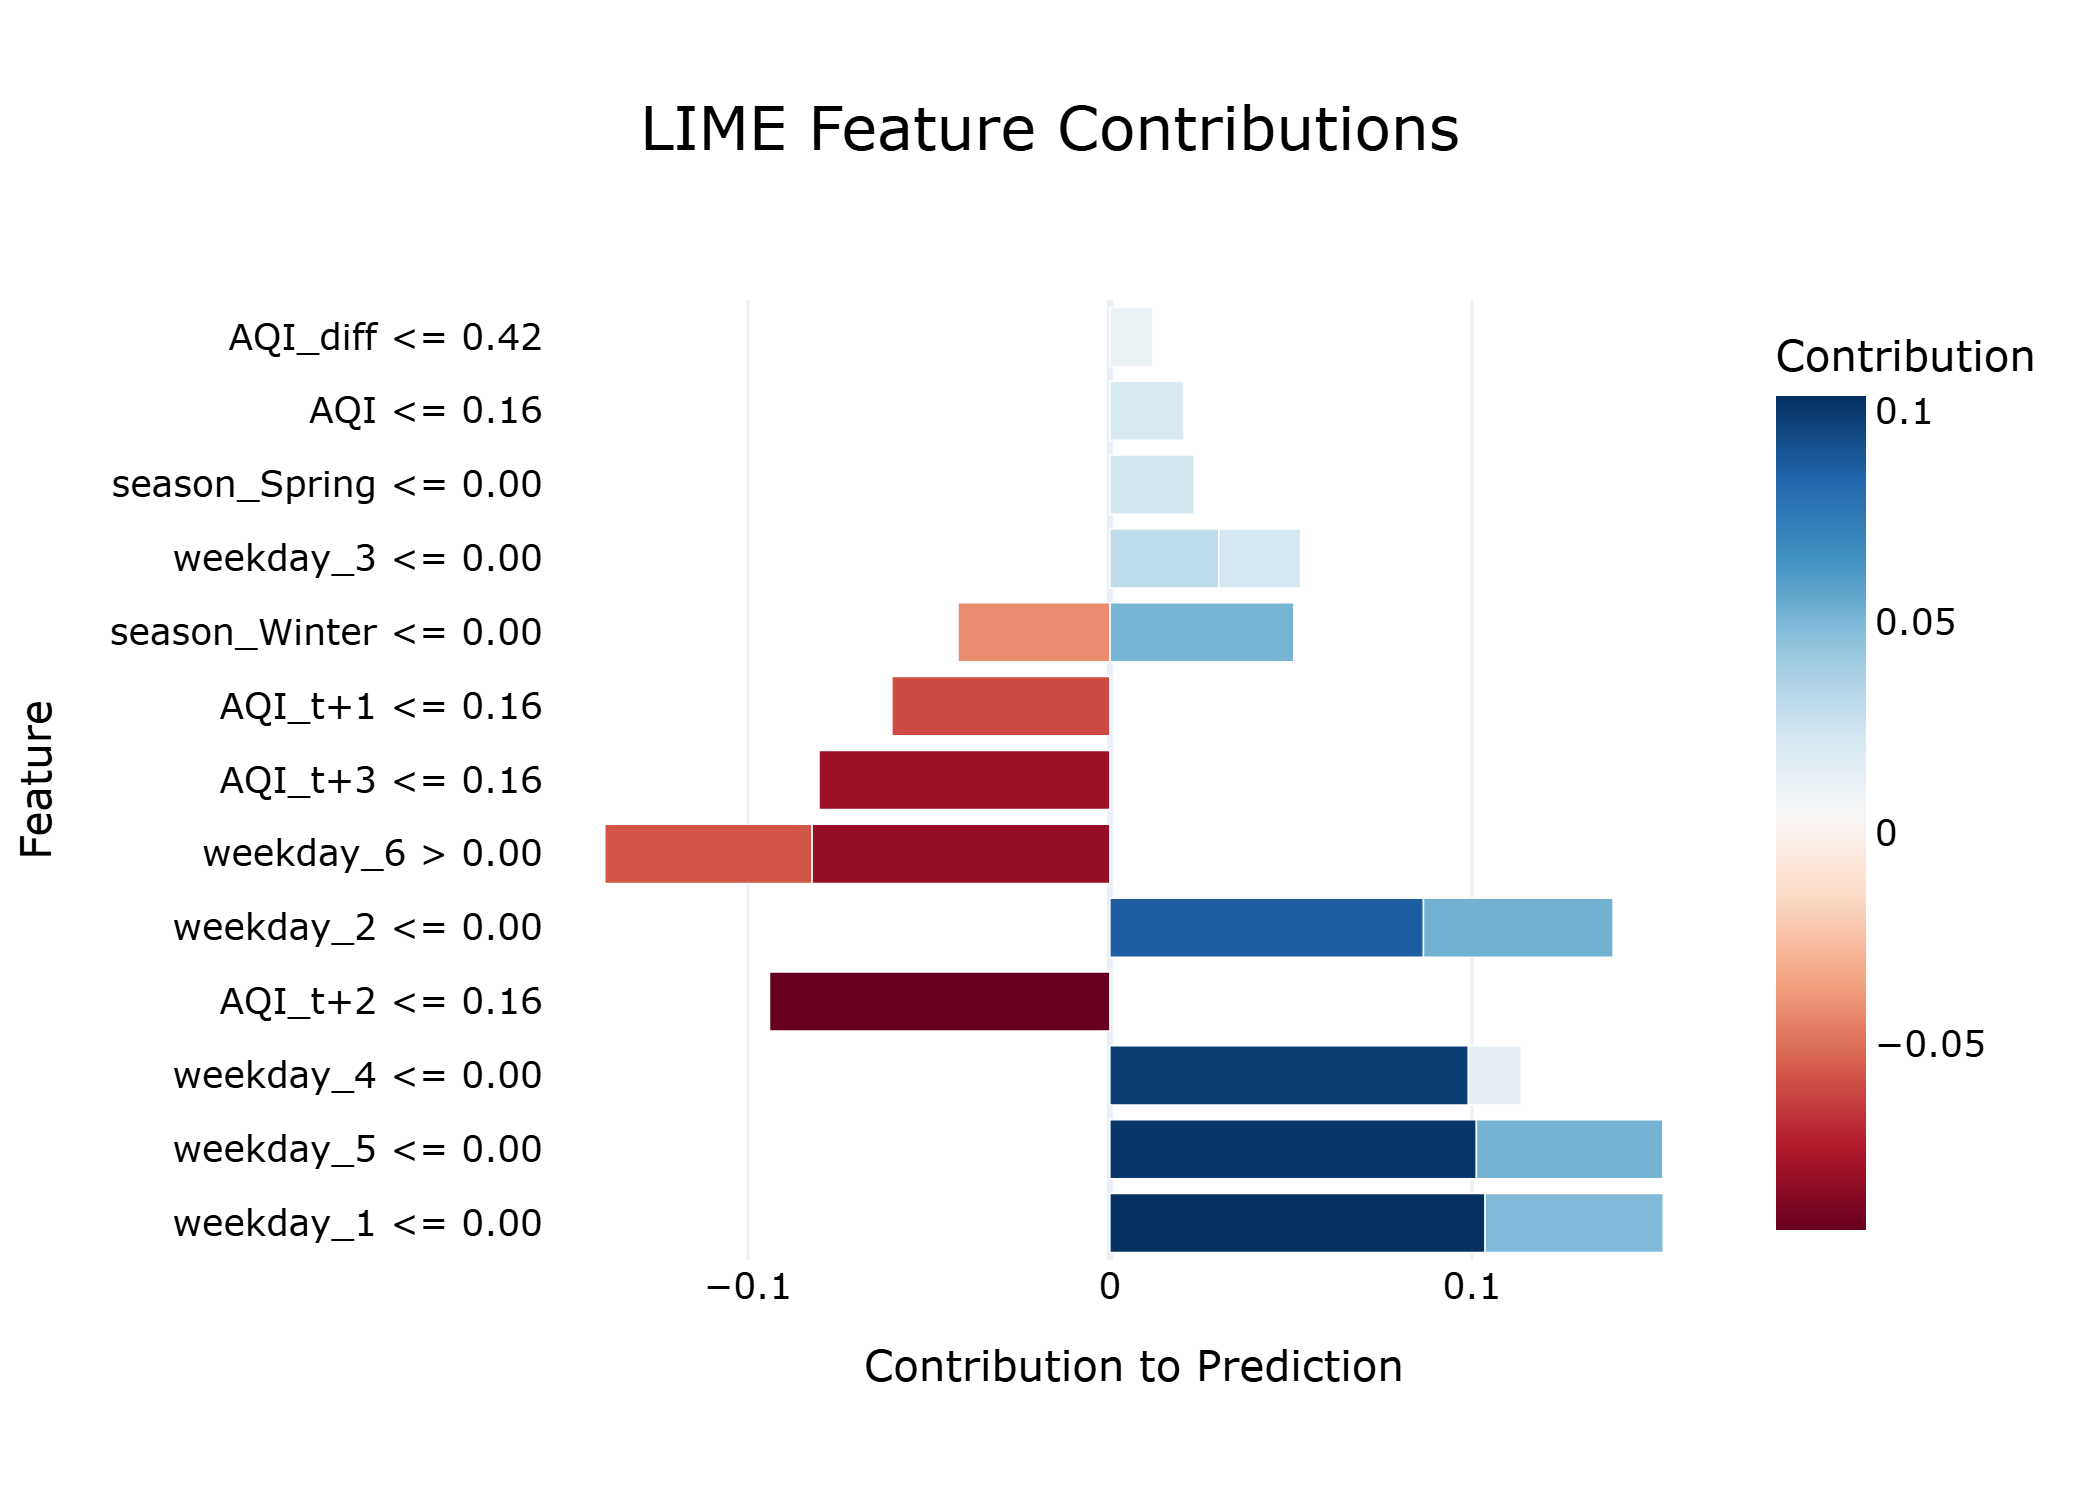 LIME Feature Contributions
AQI_diff <= 0.42
AQI <= 0.16
season_Spring <= 0.00
weekday_3 <= 0.00
season_Winter <= 0.00
AQI_t+1 <= 0.16
AQI_t+3 <= 0.16
weekday_6 > 0.00
weekday_2 <= 0.00
AQI_t+2 <= 0.16
weekday_4 <= 0.00
weekday_5 <= 0.00
weekday_1 <= 0.00
Feature
−0.1
0
0.1
Contribution to Prediction
Contribution
0.1
0.05
0
−0.05